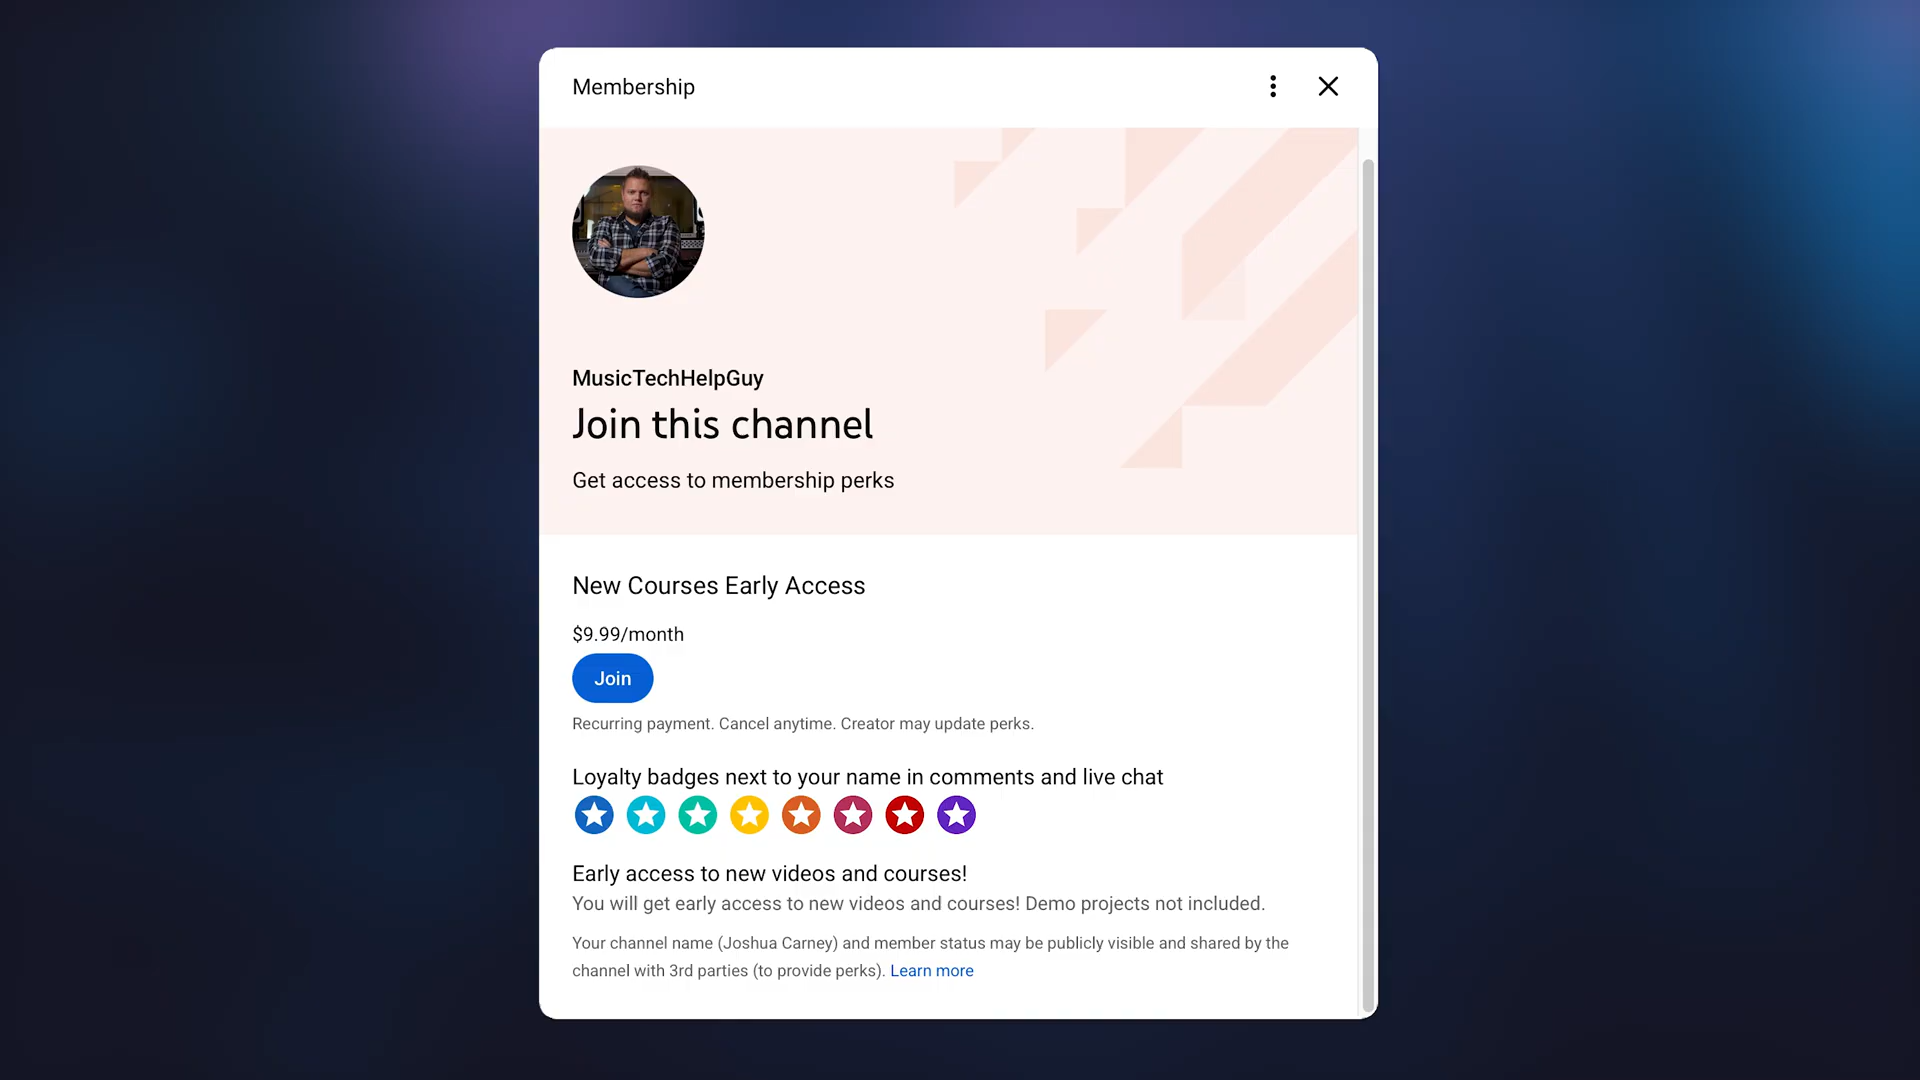 Membership
MusicTechHelpGuy
Join this channel
Get access to membership perks
New Courses Early Access
$9.99/month
Join
Recurring payment. Cancel anytime. Creator may update perks.
Loyalty badges next to your name in comments and live chat
Early access to new videos and courses!
You will get early access to new videos and courses! Demo projects not included.
Your channel name (Joshua Carney) and member status may be publicly visible and shared by the
channel with 3rd parties (to provide perks). Learn more